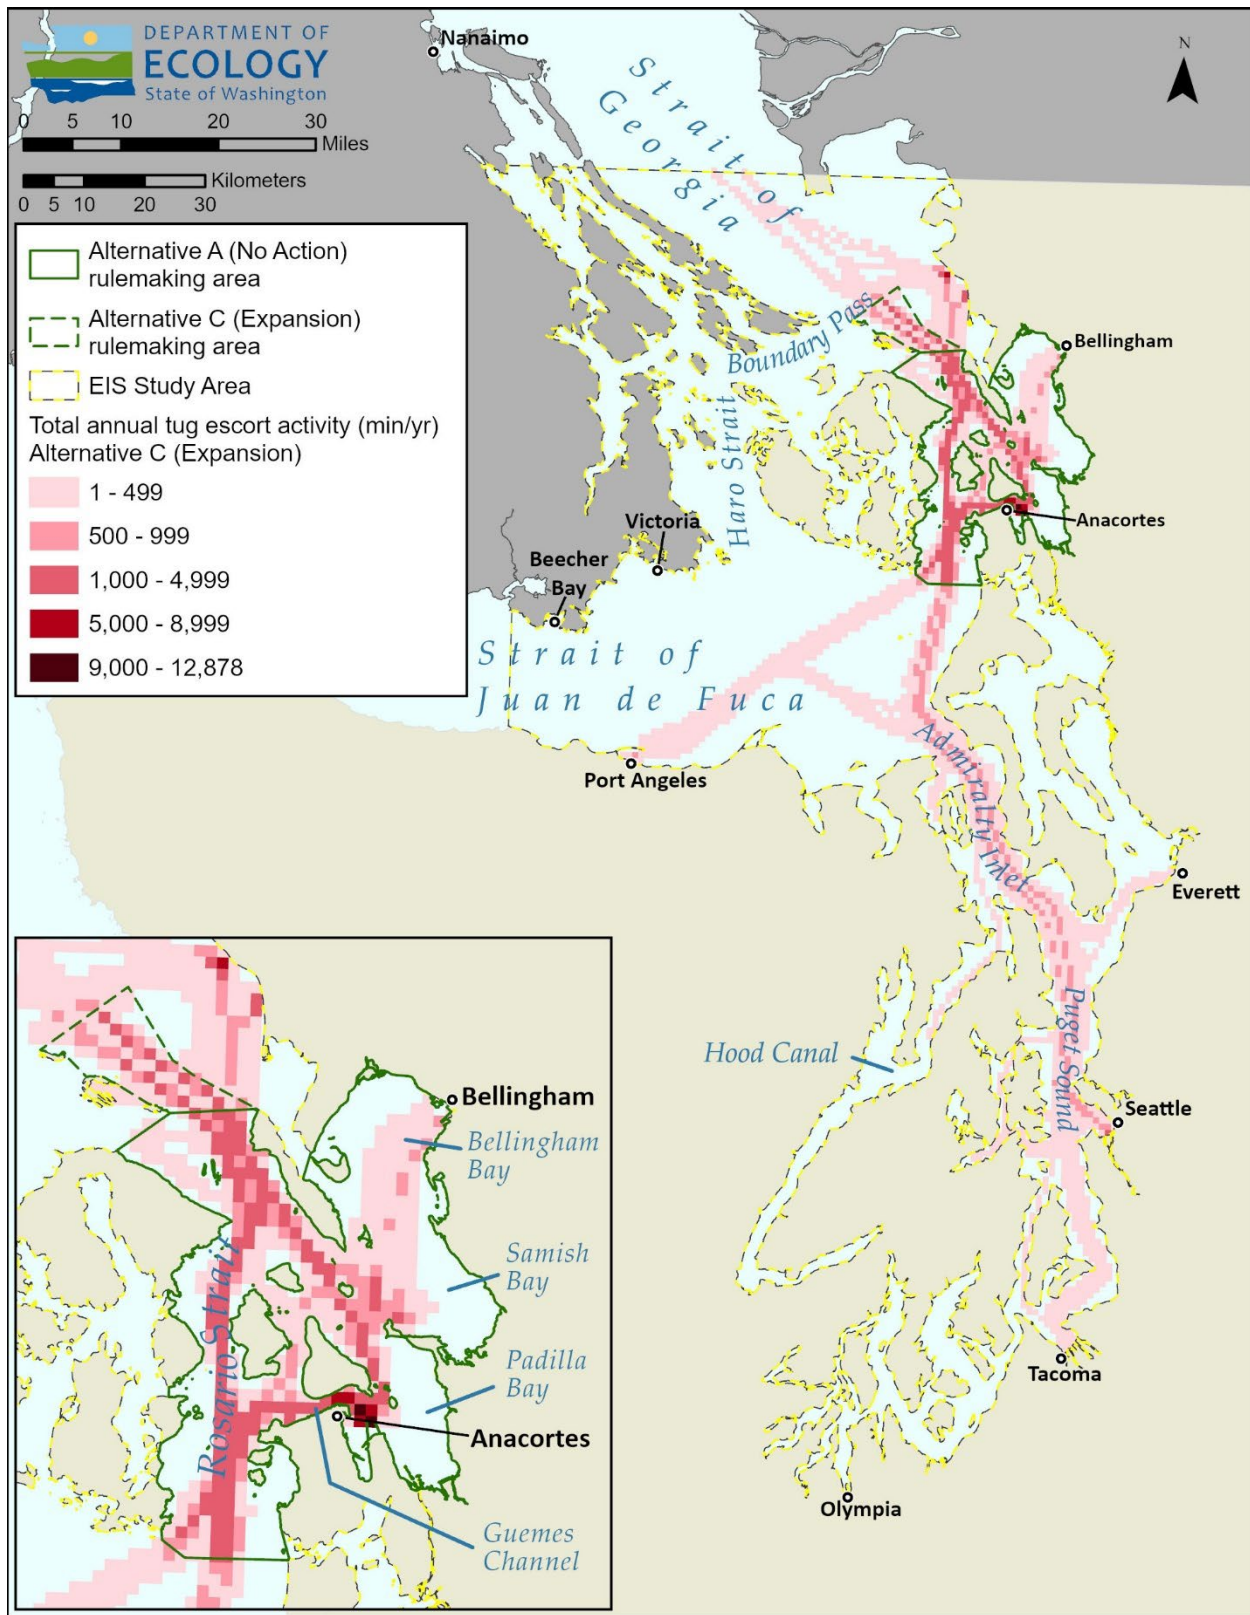 DEPARTMENT OF
ECOLOGY
State of Washington
0 5 10 20 30
Miles
Kilometers
0 5 10 20 30
Alternative A (No Action)
rulemaking area
Alternative C (Expansion)
rulemaking area
EIS Study Area
Total annual tug escort activity (min/yr)
Alternative C (Expansion)
1 - 499
500 - 999
1,000 - 4,999
5,000 - 8,999
9,000 - 12,878
N
Nanaimo
Strait of
Georgia
Boundary Pass
Haro Strait
Bellingham
Anacortes
Victoria
Beecher
Bay
Strait of
Juan de Fuca
Port Angeles
Admiralty Inlet
Everett
Hood Canal
Puget Sound
Seattle
Tacoma
Olympia
Bellingham
Bellingham
Bay
Samish
Bay
Padilla
Bay
Rosario Strait
Anacortes
Guemes
Channel